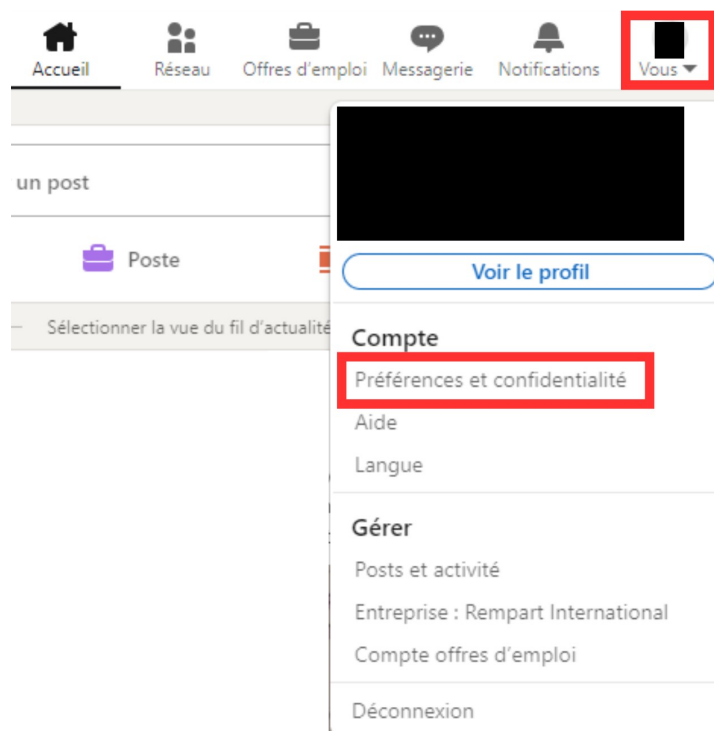 Accueil
Réseau
Offres d'emploi
Messagerie
Notifications
Vous
un post
Poste
Voir le profil
Sélectionner la vue du fil d'actualité
Compte
Préférences et confidentialité
Aide
Langue
Gérer
Posts et activité
Entreprise : Rempart International
Compte offres d'emploi
Déconnexion